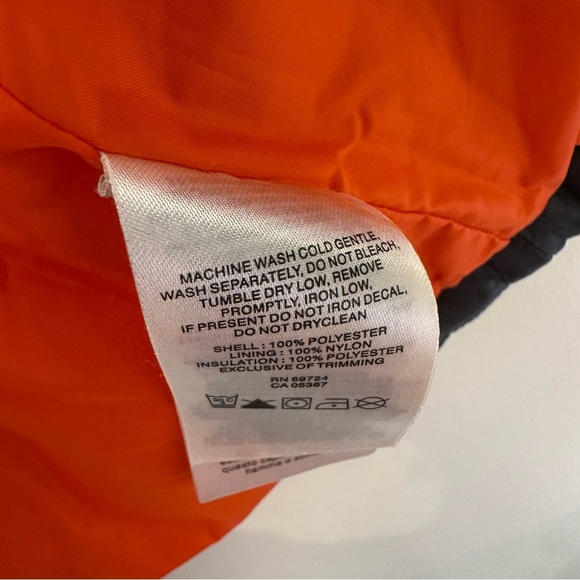 MACHINE WASH COLD GENTLE,
WASH SEPARATELY, DO NOT BLEACH,
TUMBLE DRY LOW, REMOVE
PROMPTLY, IRON LOW,
IF PRESENT DO NOT IRON DECAL,
DO NOT DRYCLEAN
SHELL : 100% POLYESTER
LINING : 100% NYLON
INSULATION : 100% POLYESTER
EXCLUSIVE OF TRIMMING
RN 69724
CA 05367
questo
fiamme o